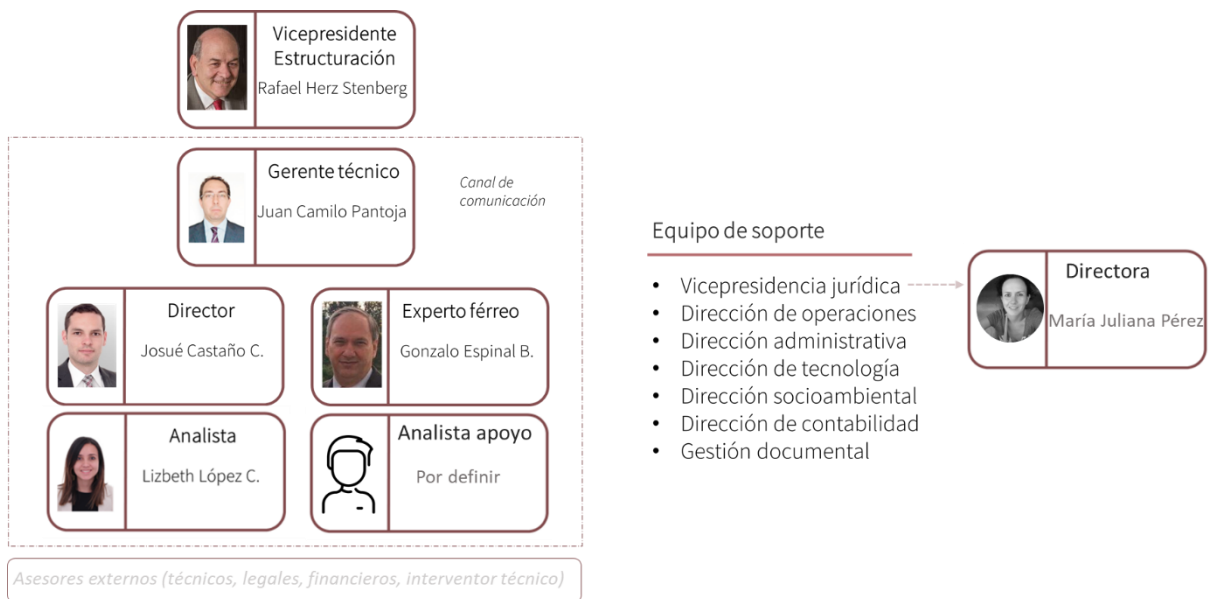 Vicepresidente
Estructuración
Rafael Herz Stenberg
Gerente técnico
Juan Camilo Pantoja
Canal de
comunicación
Director
Josué Castaño C.
Experto férreo
Gonzalo Espinal B.
Analista
Lizbeth López C.
Analista apoyo
Por definir
Asesores externos (técnicos, legales, financieros, interventor técnico)
Equipo de soporte
• Vicepresidencia jurídica
• Dirección de operaciones
• Dirección administrativa
• Dirección de tecnología
• Dirección socioambiental
• Dirección de contabilidad
• Gestión documental
Directora
María Juliana Pérez